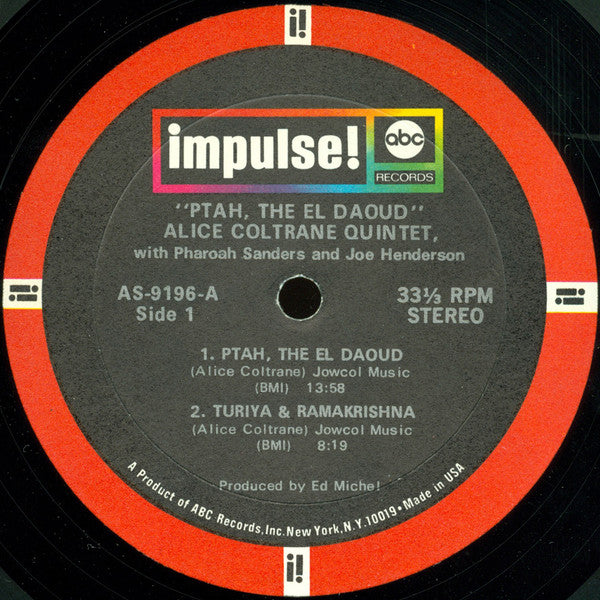 i!
impulse!
abc
RECORDS
"PTAH, THE EL DAOUD"
ALICE COLTRANE QUINTET,
with Pharoah Sanders and Joe Henderson
AS-9196-A
Side 1
33⅓ RPM
STEREO
i!
i!
1. PTAH, THE EL DAOUD
(Alice Coltrane) Jowcol Music
(BMI) 13:58
2. TURIYA & RAMAKRISHNA
(Alice Coltrane) Jowcol Music
(BMI) 8:19
Produced by Ed Michel
A Product of ABC Records, Inc. New York, N.Y. 10019 • Made in USA
i!